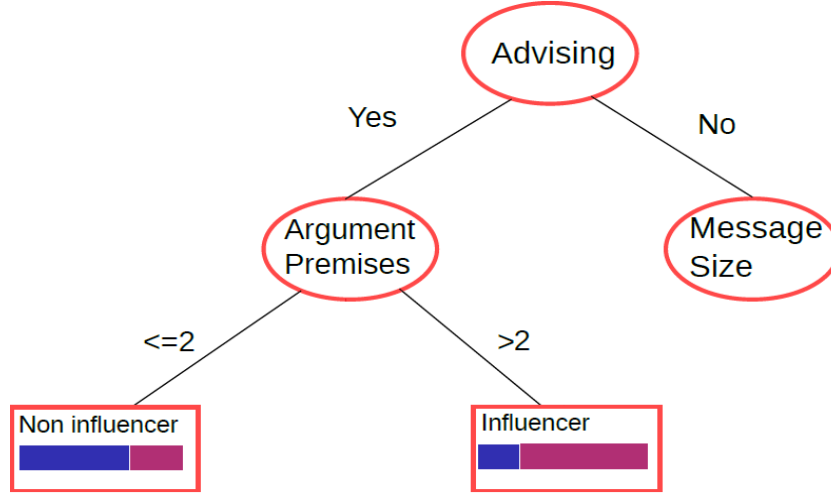 Advising
Yes
No
Argument
Premises
Message
Size
<=2
>2
Non influencer
Influencer